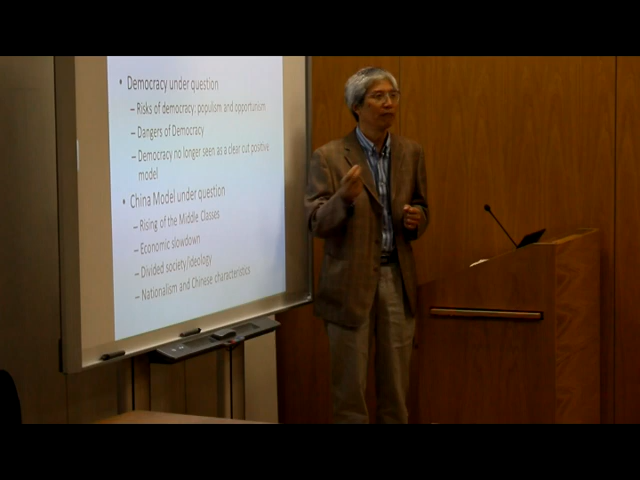 • Democracy under question
– Risks of democracy: populism and opportunism
– Dangers of Democracy
– Democracy no longer seen as a clear cut positive
model
• China Model under question
– Rising of the Middle Classes
– Economic slowdown
– Divided society/ideology
– Nationalism and Chinese characteristics